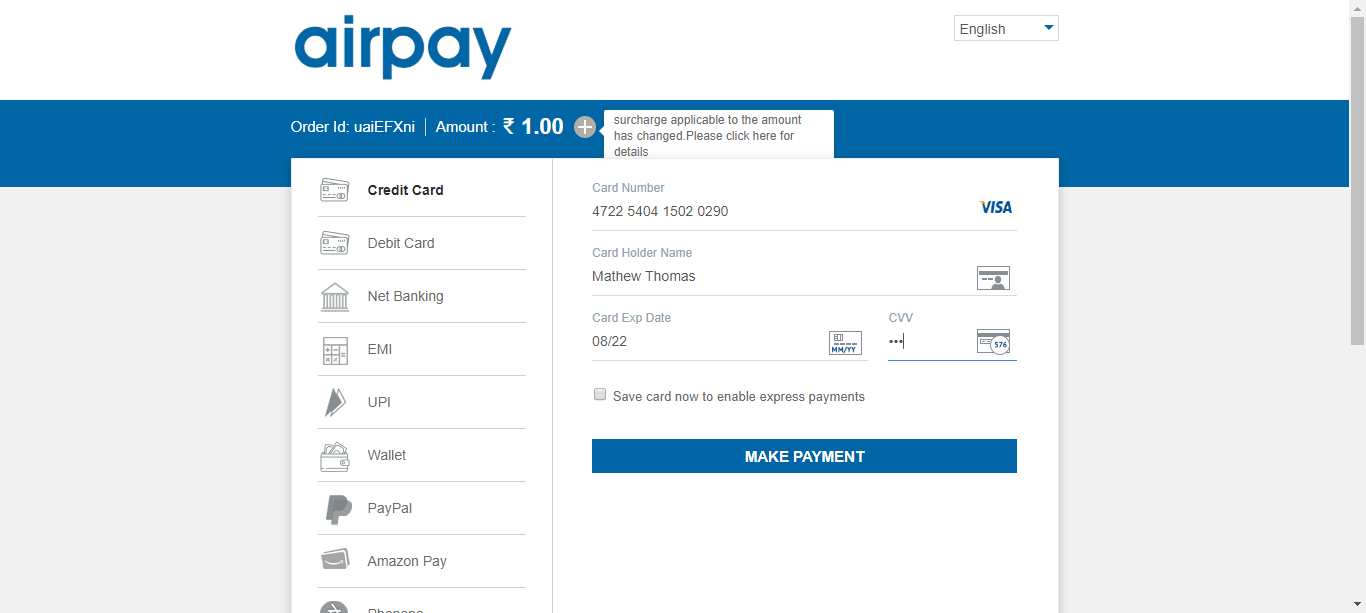 airpay
English
Order Id: uaiEFXni | Amount : ₹ 1.00
surcharge applicable to the amount
has changed.Please click here for
details
Credit Card
Debit Card
Net Banking
EMI
UPI
Wallet
PayPal
Amazon Pay
Phonepe
Card Number
4722 5404 1502 0290
VISA
Card Holder Name
Mathew Thomas
Card Exp Date
08/22
MM/YY
CVV
•••
576
Save card now to enable express payments
MAKE PAYMENT